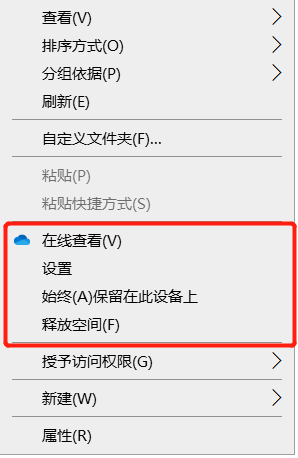 查看(V)
排序方式(O)
分组依据(P)
刷新(E)
自定义文件夹(F)...
粘贴(P)
粘贴快捷方式(S)
在线查看(V)
设置
始终(A)保留在此设备上
释放空间(F)
授予访问权限(G)
新建(W)
属性(R)